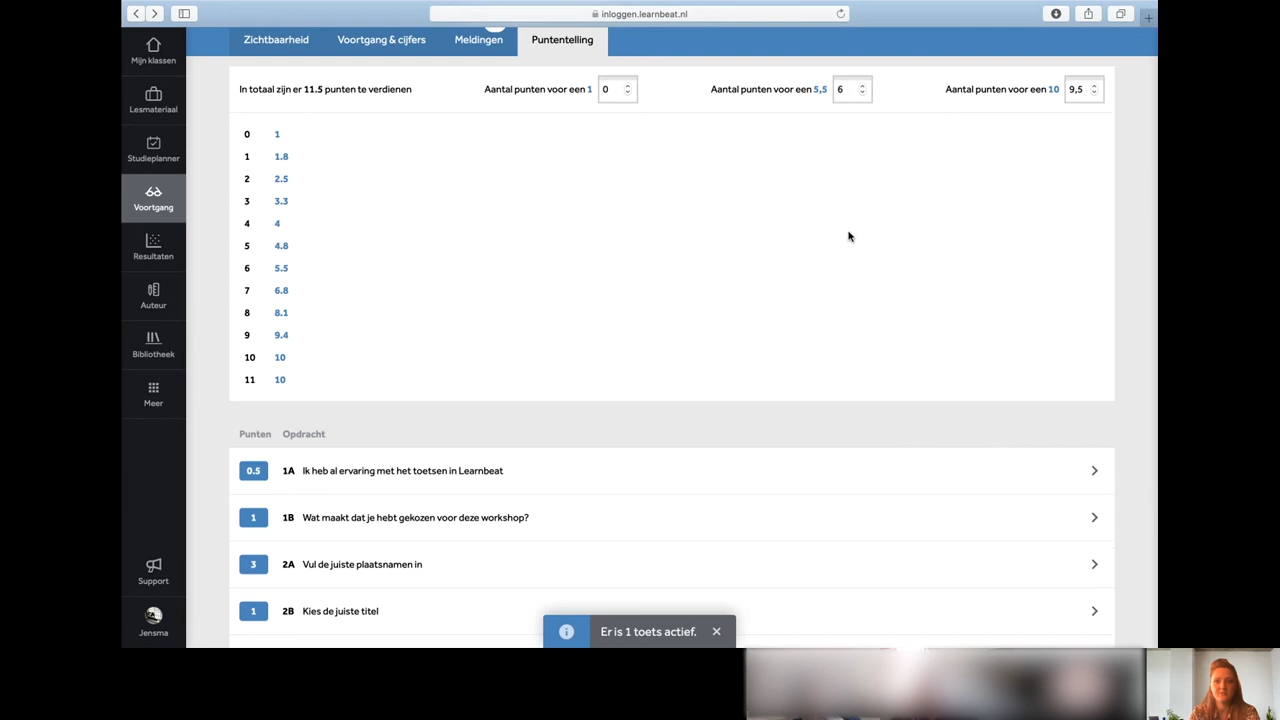 inloggen.learnbeat.nl
Zichtbaarheid
Voortgang & cijfers
Meldingen
Puntentelling
Mijn klassen
Lesmateriaal
Studieplanner
Voortgang
Resultaten
Auteur
Bibliotheek
Meer
Support
Jensma
In totaal zijn er 11.5 punten te verdienen
Aantal punten voor een 1 0
Aantal punten voor een 5,5 6
Aantal punten voor een 10 9,5
0 1
1 1.8
2 2.5
3 3.3
4 4
5 4.8
6 5.5
7 6.8
8 8.1
9 9.4
10 10
11 10
Punten Opdracht
0.5 1A Ik heb al ervaring met het toetsen in Learnbeat
1 1B Wat maakt dat je hebt gekozen voor deze workshop?
3 2A Vul de juiste plaatsnamen in
1 2B Kies de juiste titel
Er is 1 toets actief.